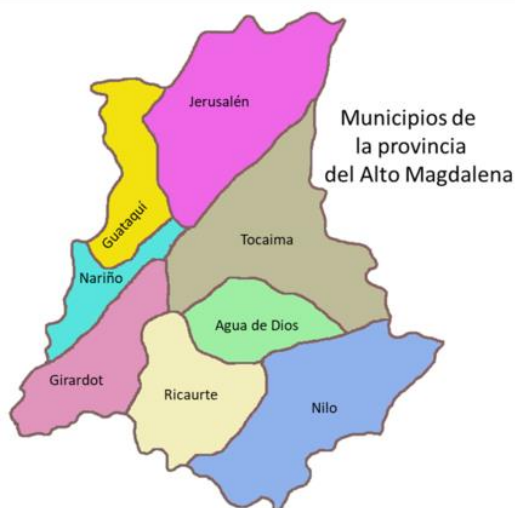 Jerusalén
Municipios de
la provincia
del Alto Magdalena
Guataquí
Tocaima
Nariño
Agua de Dios
Girardot
Ricaurte
Nilo